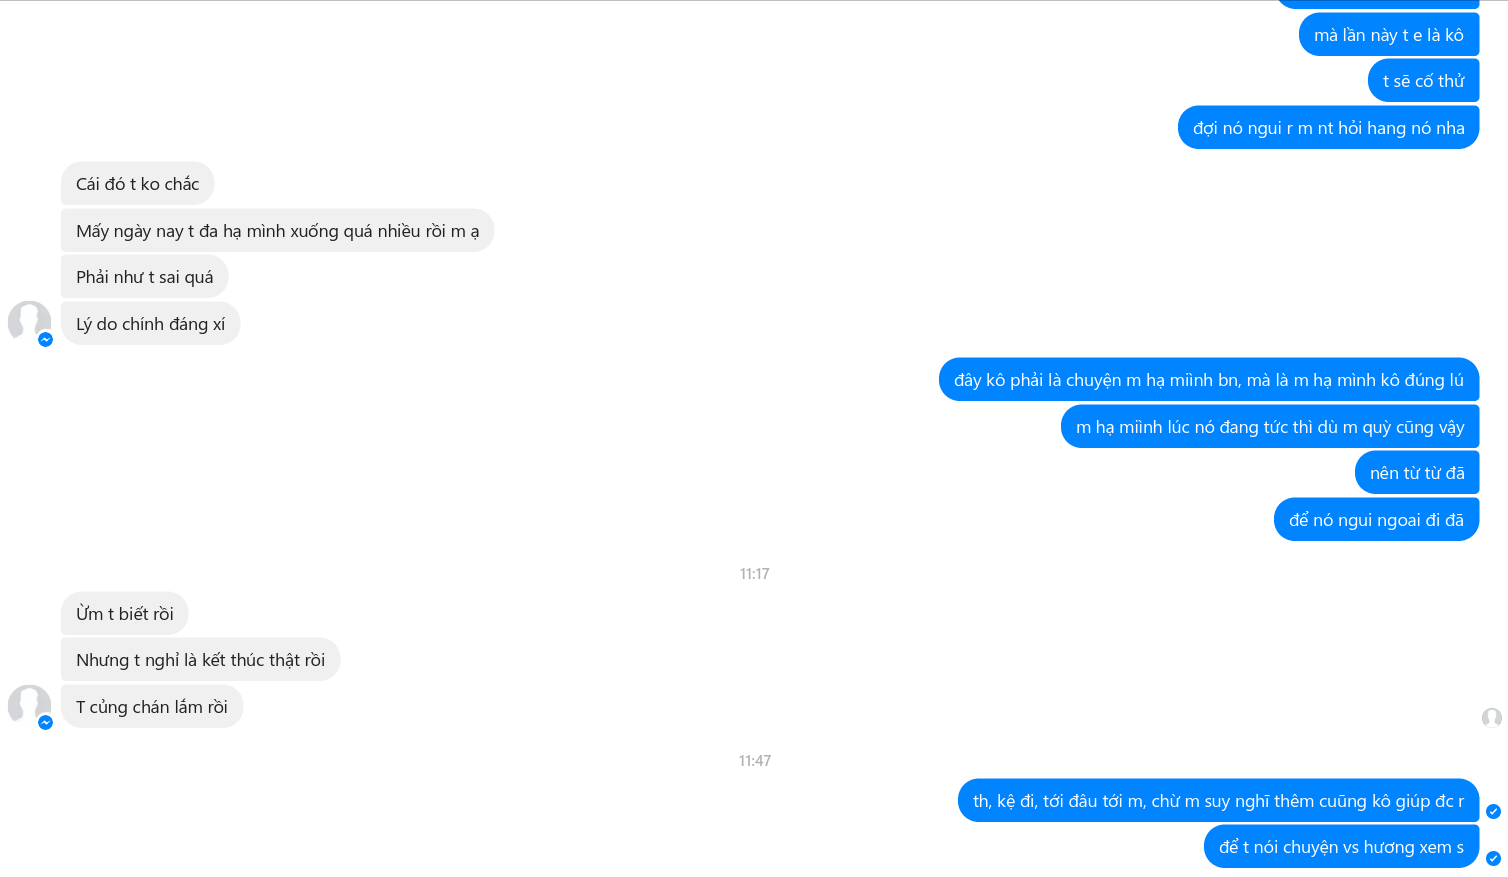 mà lần này t e là kô
t sẽ cố thử
đợi nó ngui r m nt hỏi hang nó nha
Cái đó t ko chắc
Mấy ngày nay t đa hạ mình xuống quá nhiều rồi m ạ
Phải như t sai quá
Lý do chính đáng xí
đây kô phải là chuyện m hạ miình bn, mà là m hạ mình kô đúng lú
m hạ miình lúc nó đang tức thì dù m quỳ cũng vậy
nên từ từ đã
để nó ngui ngoai đi đã
11:17
Ừm t biết rồi
Nhưng t nghỉ là kết thúc thật rồi
T củng chán lắm rồi
11:47
th, kệ đi, tới đâu tới m, chừ m suy nghĩ thêm cuũng kô giúp đc r
để t nói chuyện vs hương xem s